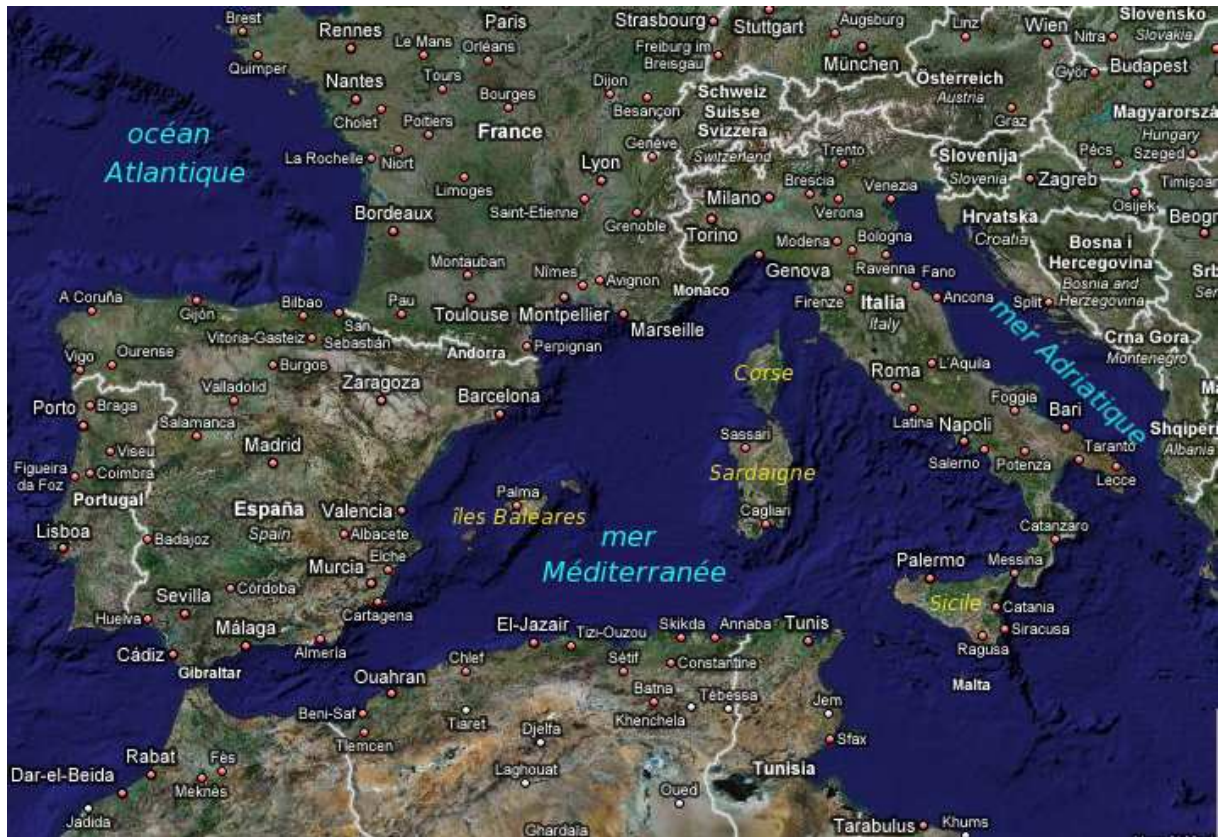 Brest
Rennes
Paris
Strasbourg
Stuttgart
Augsburg
Linz
Wien
Slovensko
Slovakia
Nitra
Quimper
Le Mans
Orléans
Freiburg im
Breisgau
München
Österreich
Austria
Györ
Budapest
Nantes
Tours
Dijon
Besançon
Schweiz
Suisse
Svizzera
Switzerland
Graz
Magyarorszá
Hungary
Cholet
Poitiers
Bourges
France
océan
Atlantique
La Rochelle
Niort
Genève
Trento
Slovenija
Slovenia
Pécs
Szeged
Limoges
Lyon
Milano
Brescia
Venezia
Zagreb
Timişoar
Saint-Etienne
Grenoble
Torino
Verona
Osijek
Bordeaux
Hrvatska
Croatia
Beogr
Modena
Bologna
Bosna i
Hercegovina
Bosnia and
Herzegovina
Montauban
Nîmes
Avignon
Genova
Ravenna
Fano
Srb
Ser
Monaco
A Coruña
Gijón
Bilbao
Pau
Toulouse
Montpellier
Marseille
Firenze
Italia
Italy
Ancona
Split
Vitoria-Gasteiz
San
Sebastián
Andorra
Perpignan
mer Adriatique
Crna Gora
Montenegro
Vigo
Ourense
Burgos
Valladolid
Zaragoza
Barcelona
Corse
Roma
L'Aquila
Porto
Braga
Salamanca
Latina
Napoli
Foggia
Bari
Ma
Madrid
Viseu
Sassari
Salerno
Potenza
Taranto
Lecce
Shqipëri
Albania
Figueira
da Foz
Coimbra
Portugal
Sardaigne
España
Spain
Valencia
Palma
îles Baléares
Cagliari
Catanzaro
Lisboa
Badajoz
Albacete
mer
Méditerranée
Elche
Murcia
Palermo
Messina
Córdoba
Sevilla
Cartagena
Sicile
Catania
Huelva
Málaga
Almería
El-Jazair
Tizi-Ouzou
Skikda
Annaba
Tunis
Siracusa
Ragusa
Cádiz
Gibraltar
Chlef
Sétif
Constantine
Malta
Ouahran
Batna
Tébessa
Beni-Saf
Tiaret
Djelfa
Khenchela
Jem
Tlemcen
Sfax
Rabat
Fès
Dar-el-Beida
Meknès
Laghouat
Tunisia
Oued
Jadida
Ghardala
Tarabulus
Khums